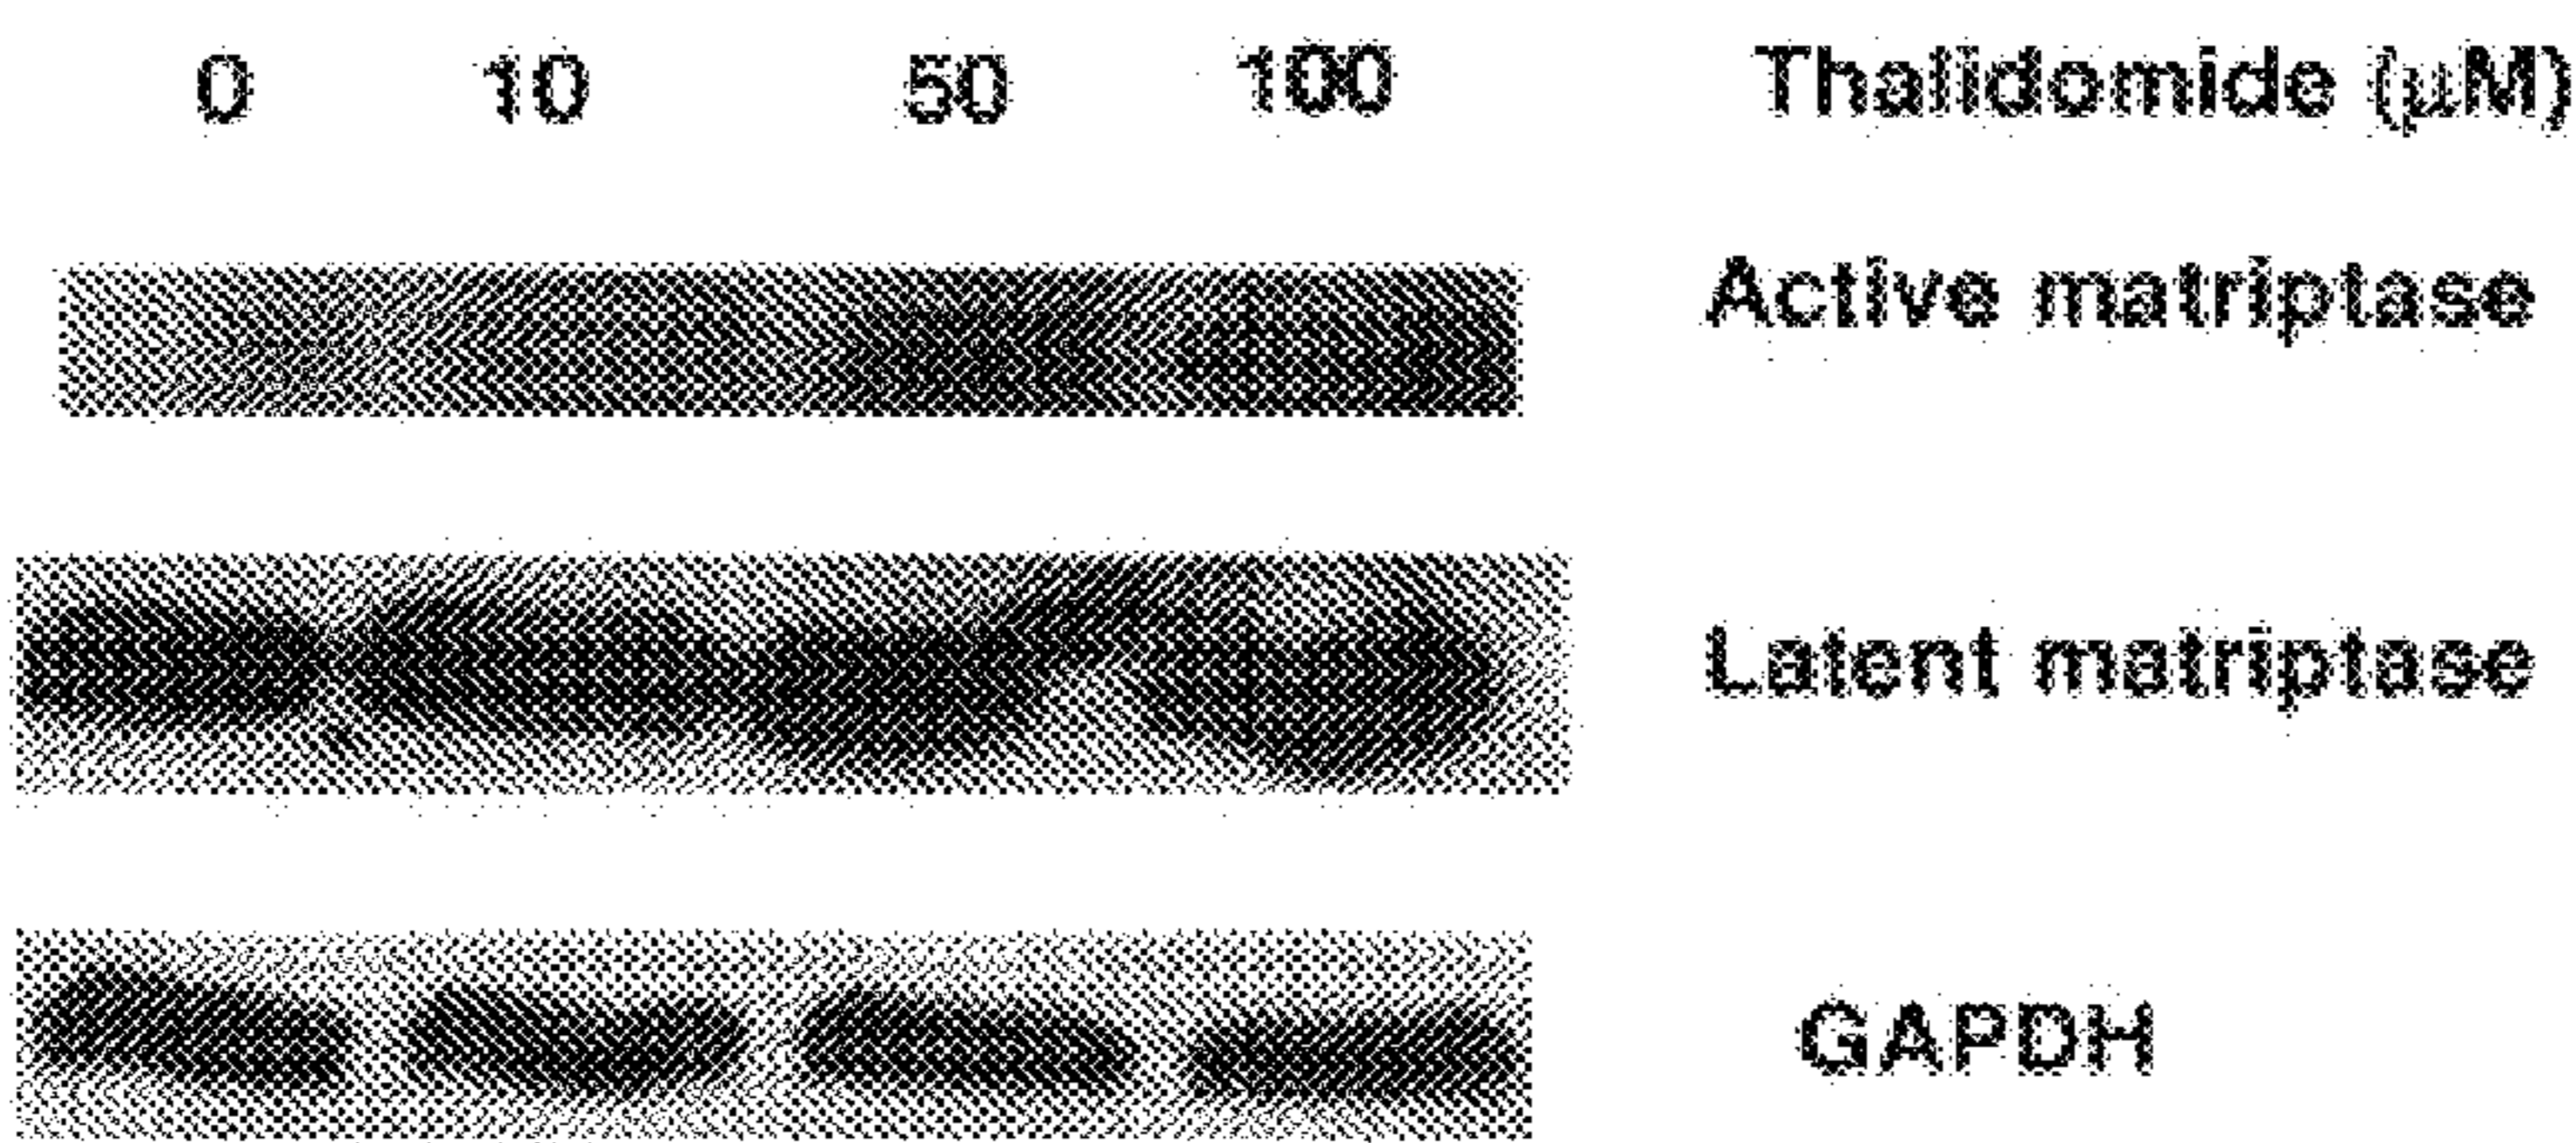 0 10 50 100 Thalidomide (μM)
Active matriptase
Latent matriptase
GAPDH